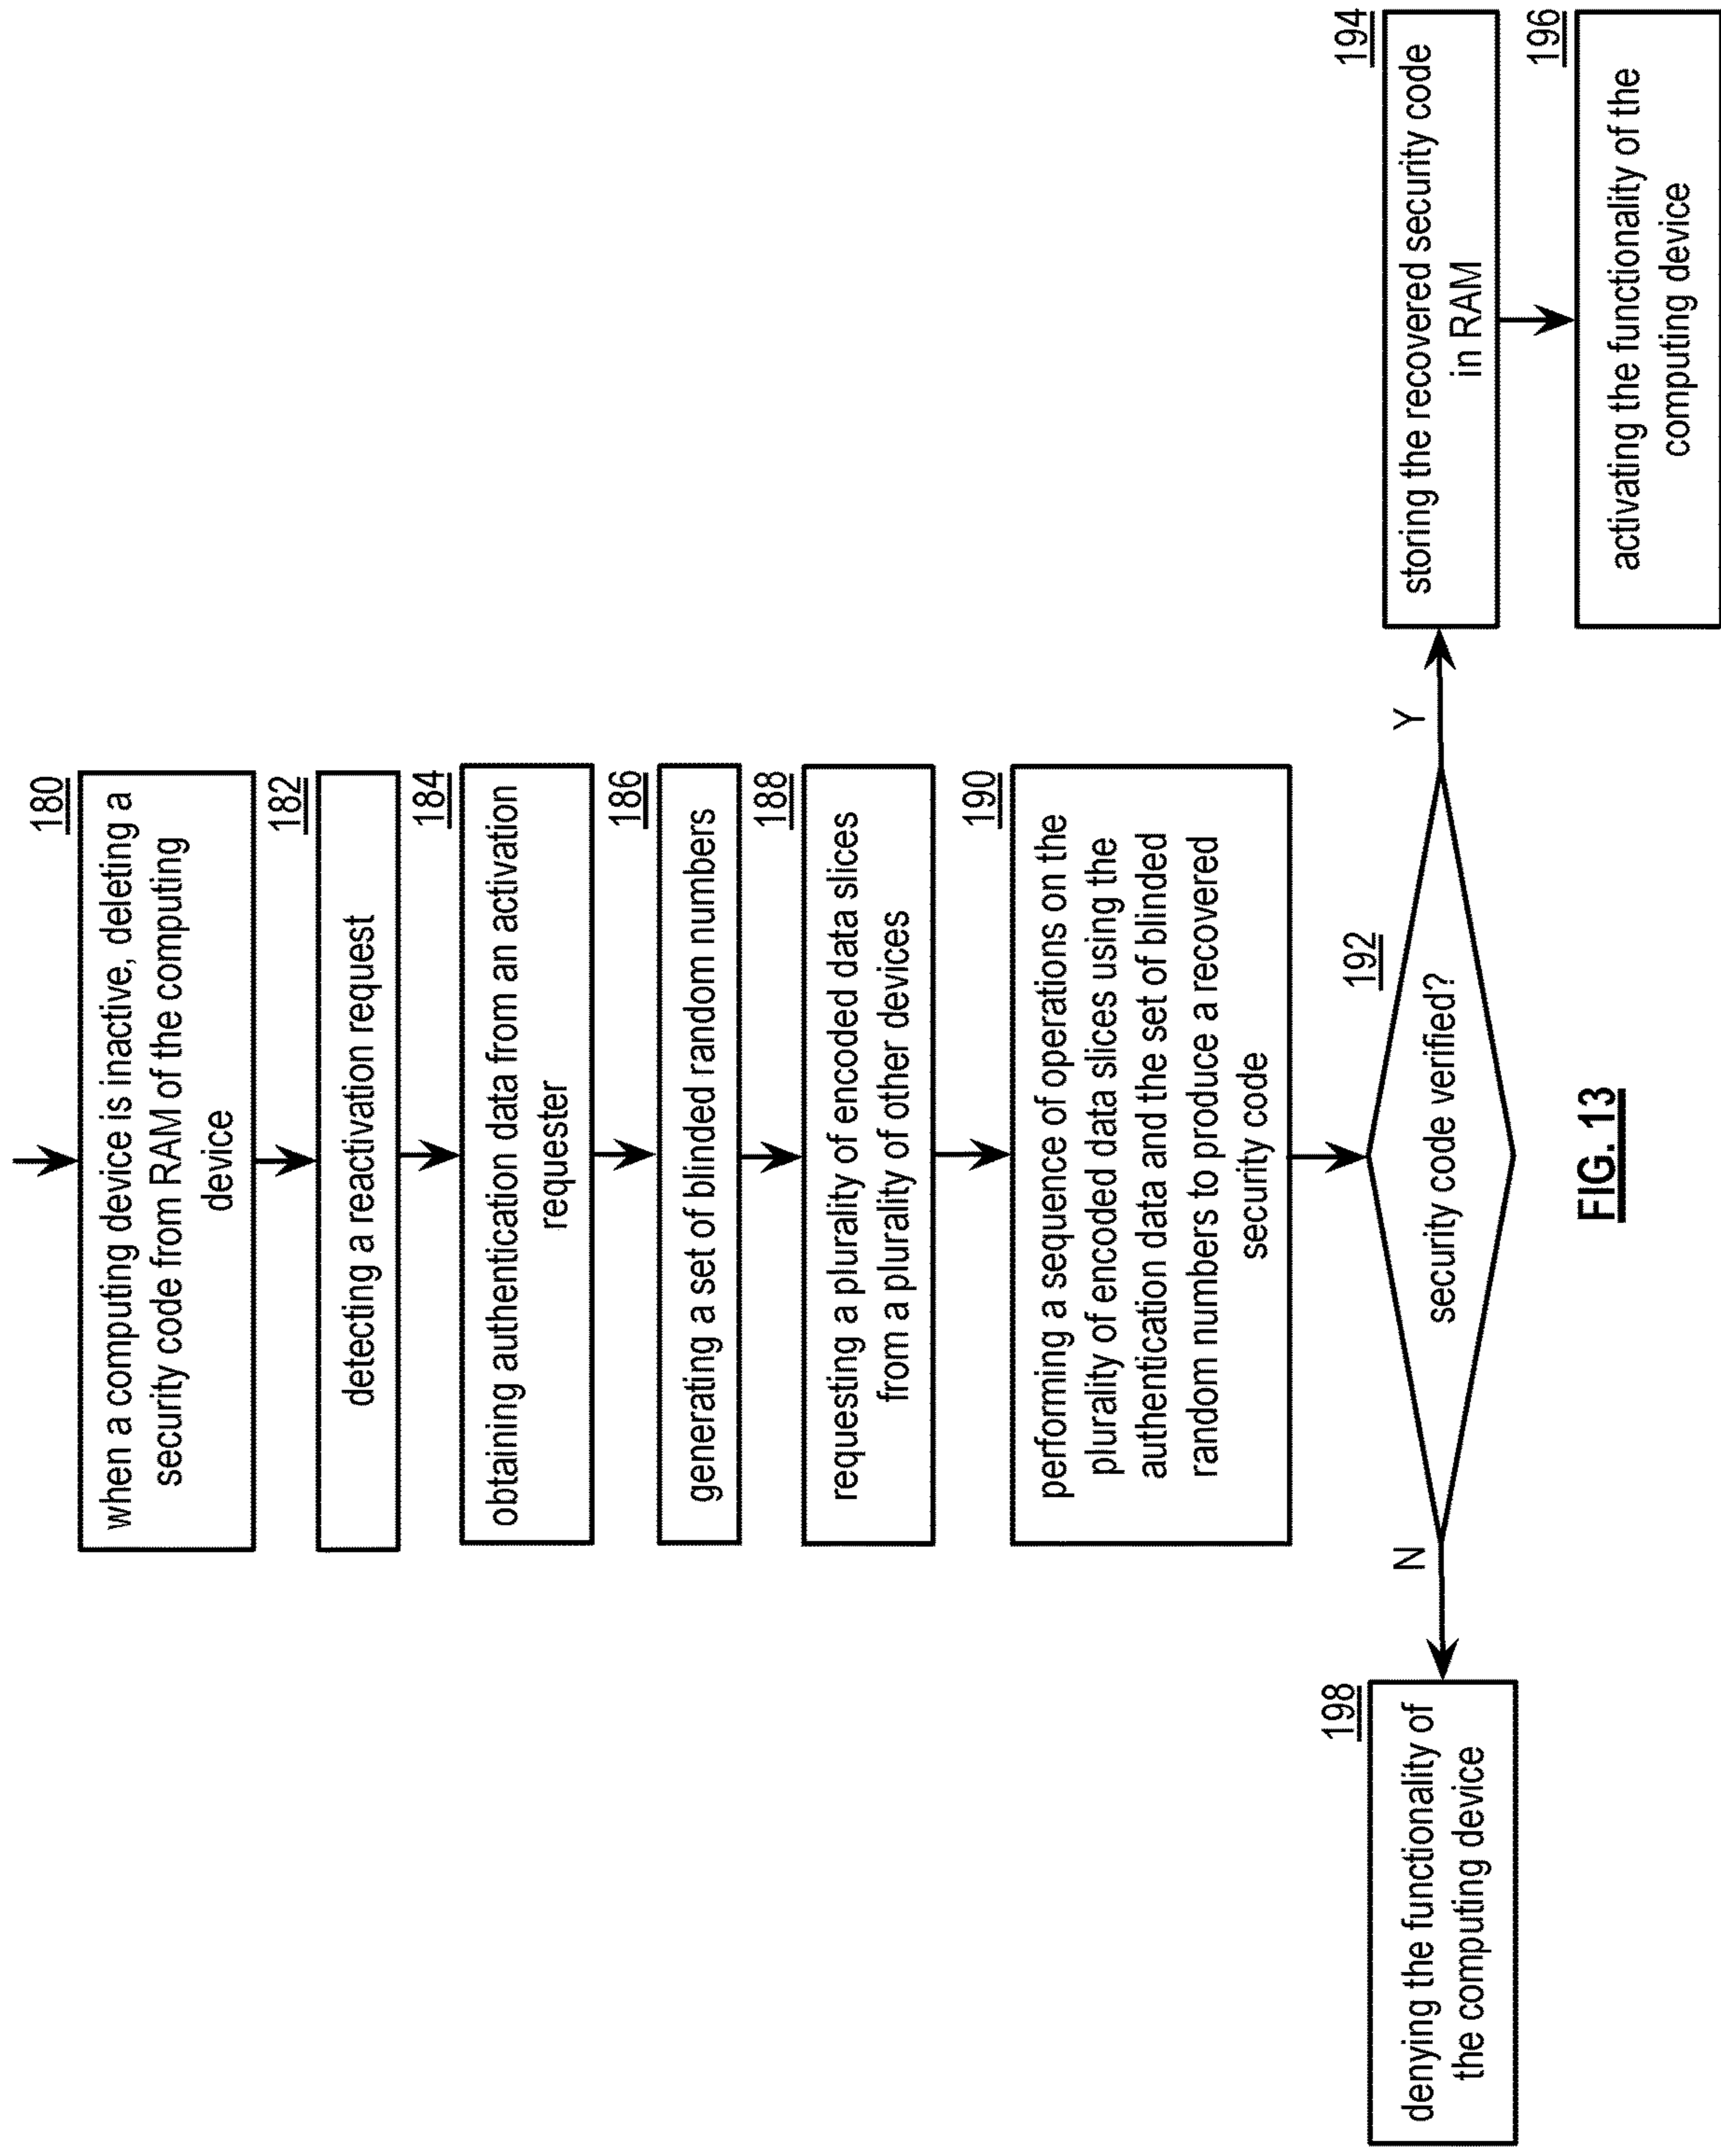 180
when a computing device is inactive, deleting a
security code from RAM of the computing
device
182
detecting a reactivation request
184
obtaining authentication data from an activation
requester
186
generating a set of blinded random numbers
188
requesting a plurality of encoded data slices
from a plurality of other devices
190
performing a sequence of operations on the
plurality of encoded data slices using the
authentication data and the set of blinded
random numbers to produce a recovered
security code
192
security code verified?
N
Y
198
denying the functionality of
the computing device
194
storing the recovered security code
in RAM
196
activating the functionality of the
computing device
FIG. 13